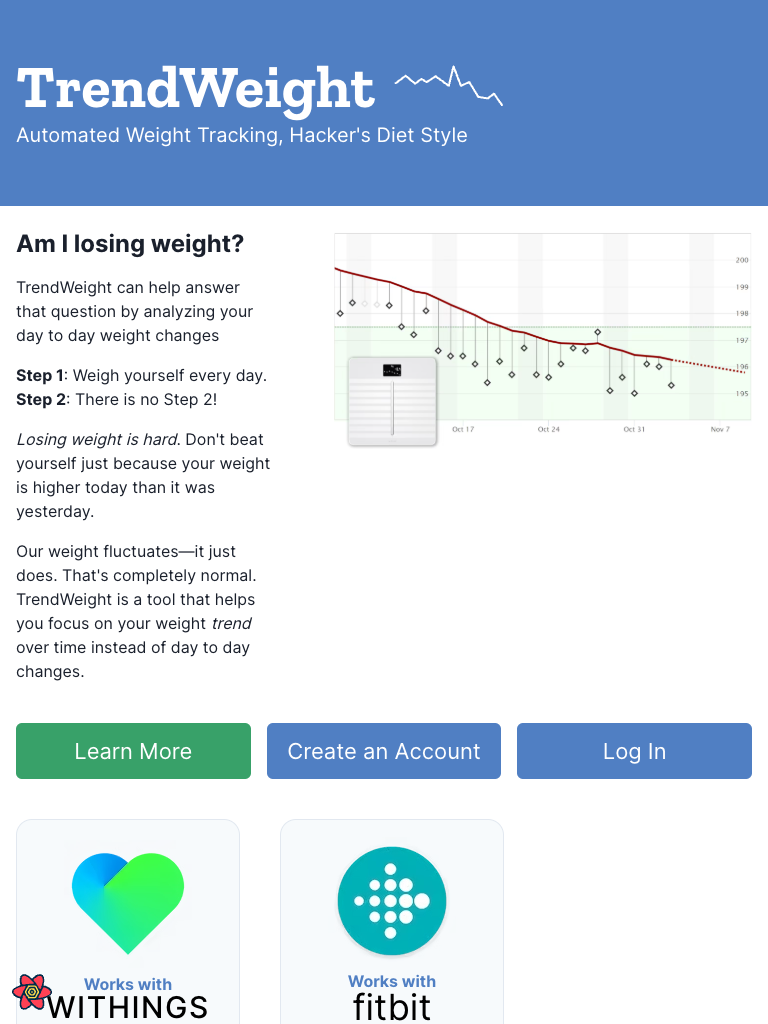 TrendWeight
Automated Weight Tracking, Hacker's Diet Style
Am I losing weight?
TrendWeight can help answer
that question by analyzing your
day to day weight changes
Step 1: Weigh yourself every day.
Step 2: There is no Step 2!
Losing weight is hard. Don't beat
yourself just because your weight
is higher today than it was
yesterday.
Our weight fluctuates—it just
does. That's completely normal.
TrendWeight is a tool that helps
you focus on your weight trend
over time instead of day to day
changes.
200
199
198
197
196
195
Oct 17
Oct 24
Oct 31
Nov 7
Learn More
Create an Account
Log In
Works with
WITHINGS
Works with
fitbit